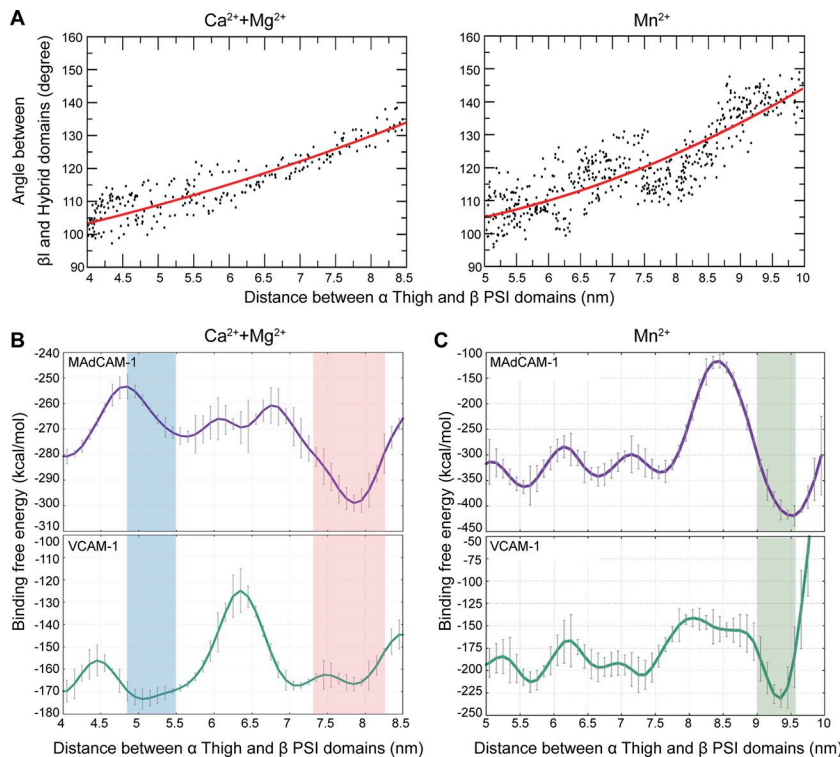 A
Ca²⁺+Mg²⁺
Mn²⁺
Angle between
βI and Hybrid domains (degree)
160
150
140
130
120
110
100
90
4 4.5 5 5.5 6 6.5 7 7.5 8 8.5
160
150
140
130
120
110
100
90
5 5.5 6 6.5 7 7.5 8 8.5 9 9.5 10
Distance between α Thigh and β PSI domains (nm)
B
Ca²⁺+Mg²⁺
C
Mn²⁺
Binding free energy (kcal/mol)
-240
-250
-260
-270
-280
-290
-300
-310
MAdCAM-1
-100
-110
-120
-130
-140
-150
-160
-170
-180
VCAM-1
4 4.5 5 5.5 6 6.5 7 7.5 8 8.5
Distance between α Thigh and β PSI domains (nm)
Binding free energy (kcal/mol)
-100
-150
-200
-250
-300
-350
-400
-450
MAdCAM-1
-50
-75
-100
-125
-150
-175
-200
-225
-250
VCAM-1
5 5.5 6 6.5 7 7.5 8 8.5 9 9.5 10
Distance between α Thigh and β PSI domains (nm)